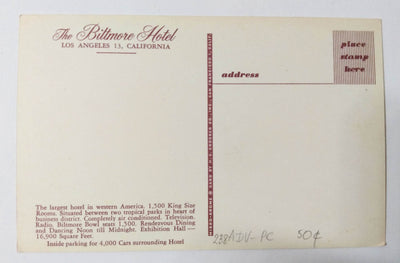 The Biltmore Hotel
LOS ANGELES 13, CALIFORNIA
place
stamp
here
address
The largest hotel in western America. 1,500 King Size
Rooms. Situated between two tropical parks in heart of
business district. Completely air conditioned. Television.
Radio. Biltmore Bowl seats 1,500. Rendezvous Dining
and Dancing Noon till Midnight. Exhibition Hall —
16,900 Square Feet.
Inside parking for 4,000 Cars surrounding Hotel
238ADV-PC 50¢